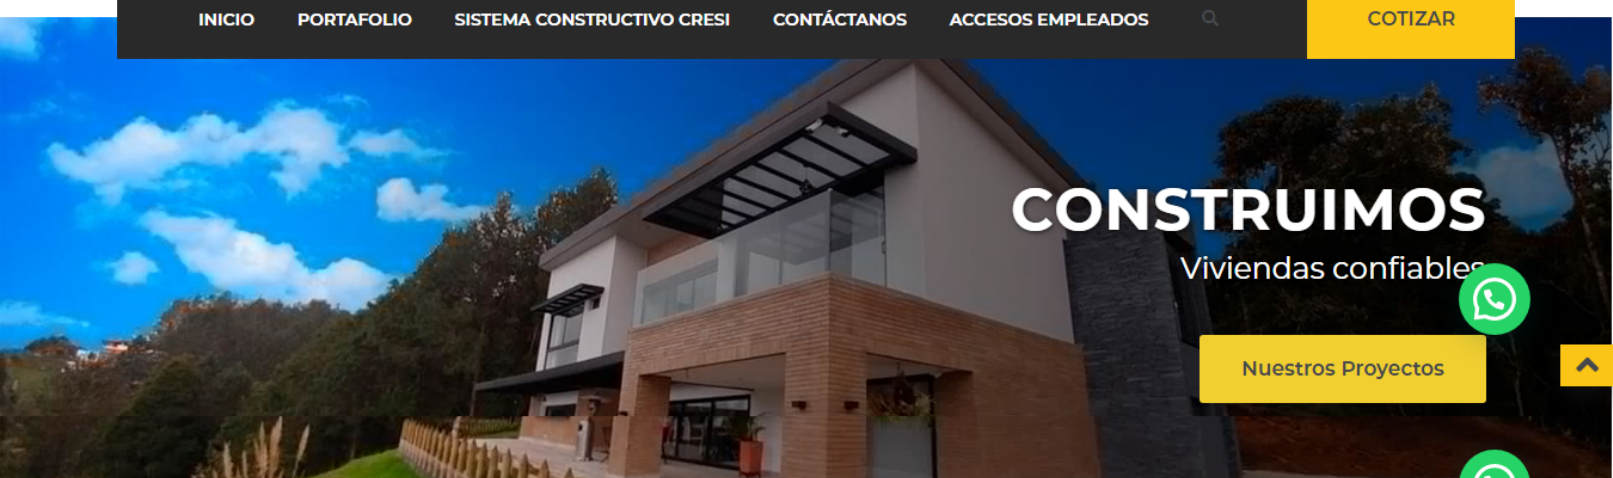 INICIO PORTAFOLIO SISTEMA CONSTRUCTIVO CRESI CONTÁCTANOS ACCESOS EMPLEADOS COTIZAR
CONSTRUIMOS
Viviendas confiables
Nuestros Proyectos